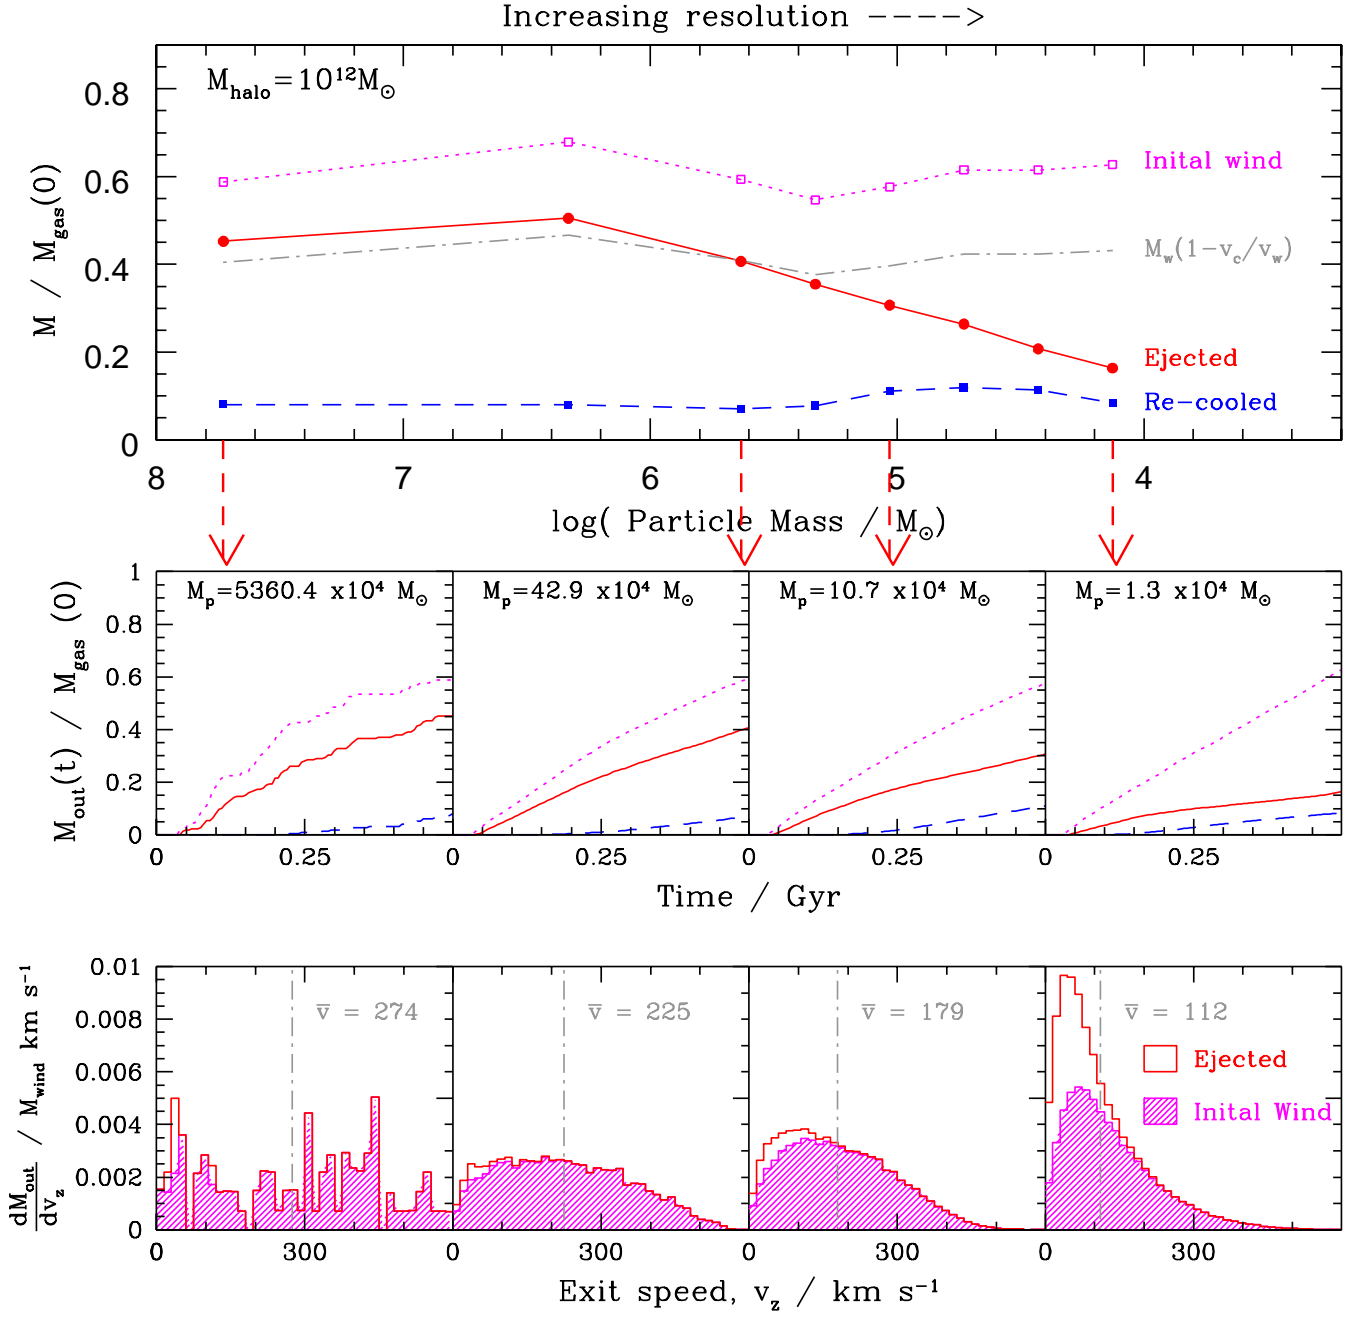 Increasing resolution ---->
M_halo=10^12M_⊙
M / M_gas(0)
0.8
0.6
0.4
0.2
0
Inital wind
M_w(1-v_c/v_w)
Ejected
Re-cooled
8 7 6 5 4
log( Particle Mass / M_⊙)
M_out(t) / M_gas (0)
1
0.8
0.6
0.4
0.2
0
M_p=5360.4 x10^4 M_⊙
M_p=42.9 x10^4 M_⊙
M_p=10.7 x10^4 M_⊙
M_p=1.3 x10^4 M_⊙
0 0.25 0 0.25 0 0.25 0 0.25
Time / Gyr
dM_out/dv_z / M_wind km s^-1
0.01
0.008
0.006
0.004
0.002
0
v̅ = 274
v̅ = 225
v̅ = 179
v̅ = 112
Ejected
Inital Wind
0 300 0 300 0 300 0 300
Exit speed, v_z / km s^-1